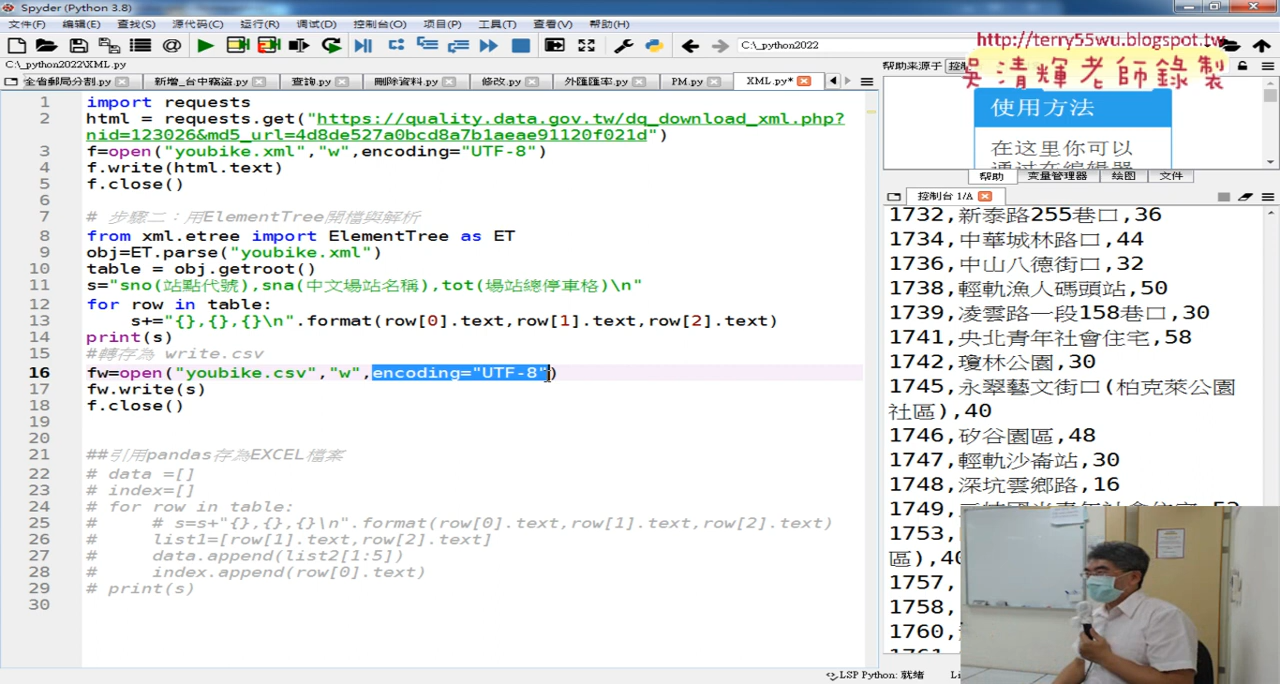 Spyder (Python 3.8)
文件(F) 编辑(E) 查找(S) 源代码(C) 运行(R) 调试(D) 控制台(O) 项目(P) 工具(T) 查看(V) 帮助(H)
C:\_python2022
http://terry55wu.blogspot.tw
吳清輝老師錄製
C:\_python2022\XML.py
全省郵局分割.py 新增_台中竊盜.py 查詢.py 刪除資料.py 修改.py 外匯匯率.py PM.py XML.py*
帮助来源于
使用方法
在这里你可以
帮助 变量管理器 绘图 文件
控制台 1/A
1 import requests
2 html = requests.get("https://quality.data.gov.tw/dq_download_xml.php?
nid=123026&md5_url=4d8de527a0bcd8a7b1aeae91120f021d")
3 f=open("youbike.xml","w",encoding="UTF-8")
4 f.write(html.text)
5 f.close()
6
7 # 步驟二：用ElementTree開檔與解析
8 from xml.etree import ElementTree as ET
9 obj=ET.parse("youbike.xml")
10 table = obj.getroot()
11 s="sno(站點代號),sna(中文場站名稱),tot(場站總停車格)\n"
12 for row in table:
13 s+="{},{},{}\n".format(row[0].text,row[1].text,row[2].text)
14 print(s)
15 #轉存為 write.csv
16 fw=open("youbike.csv","w",encoding="UTF-8")
17 fw.write(s)
18 f.close()
19
20
21 ##引用pandas存為EXCEL檔案
22 # data =[]
23 # index=[]
24 # for row in table:
25 # # s=s+"{},{},{}\n".format(row[0].text,row[1].text,row[2].text)
26 # list1=[row[1].text,row[2].text]
27 # data.append(list2[1:5])
28 # index.append(row[0].text)
29 # print(s)
30
1732,新泰路255巷口,36
1734,中華城林路口,44
1736,中山八德街口,32
1738,輕軌漁人碼頭站,50
1739,凌雲路一段158巷口,30
1741,央北青年社會住宅,58
1742,瓊林公園,30
1745,永翠藝文街口(柏克萊公園
社區),40
1746,矽谷園區,48
1747,輕軌沙崙站,30
1748,深坑雲鄉路,16
1749,
1753,
區),40
1757,
1758,
1760,
LSP Python: 就绪